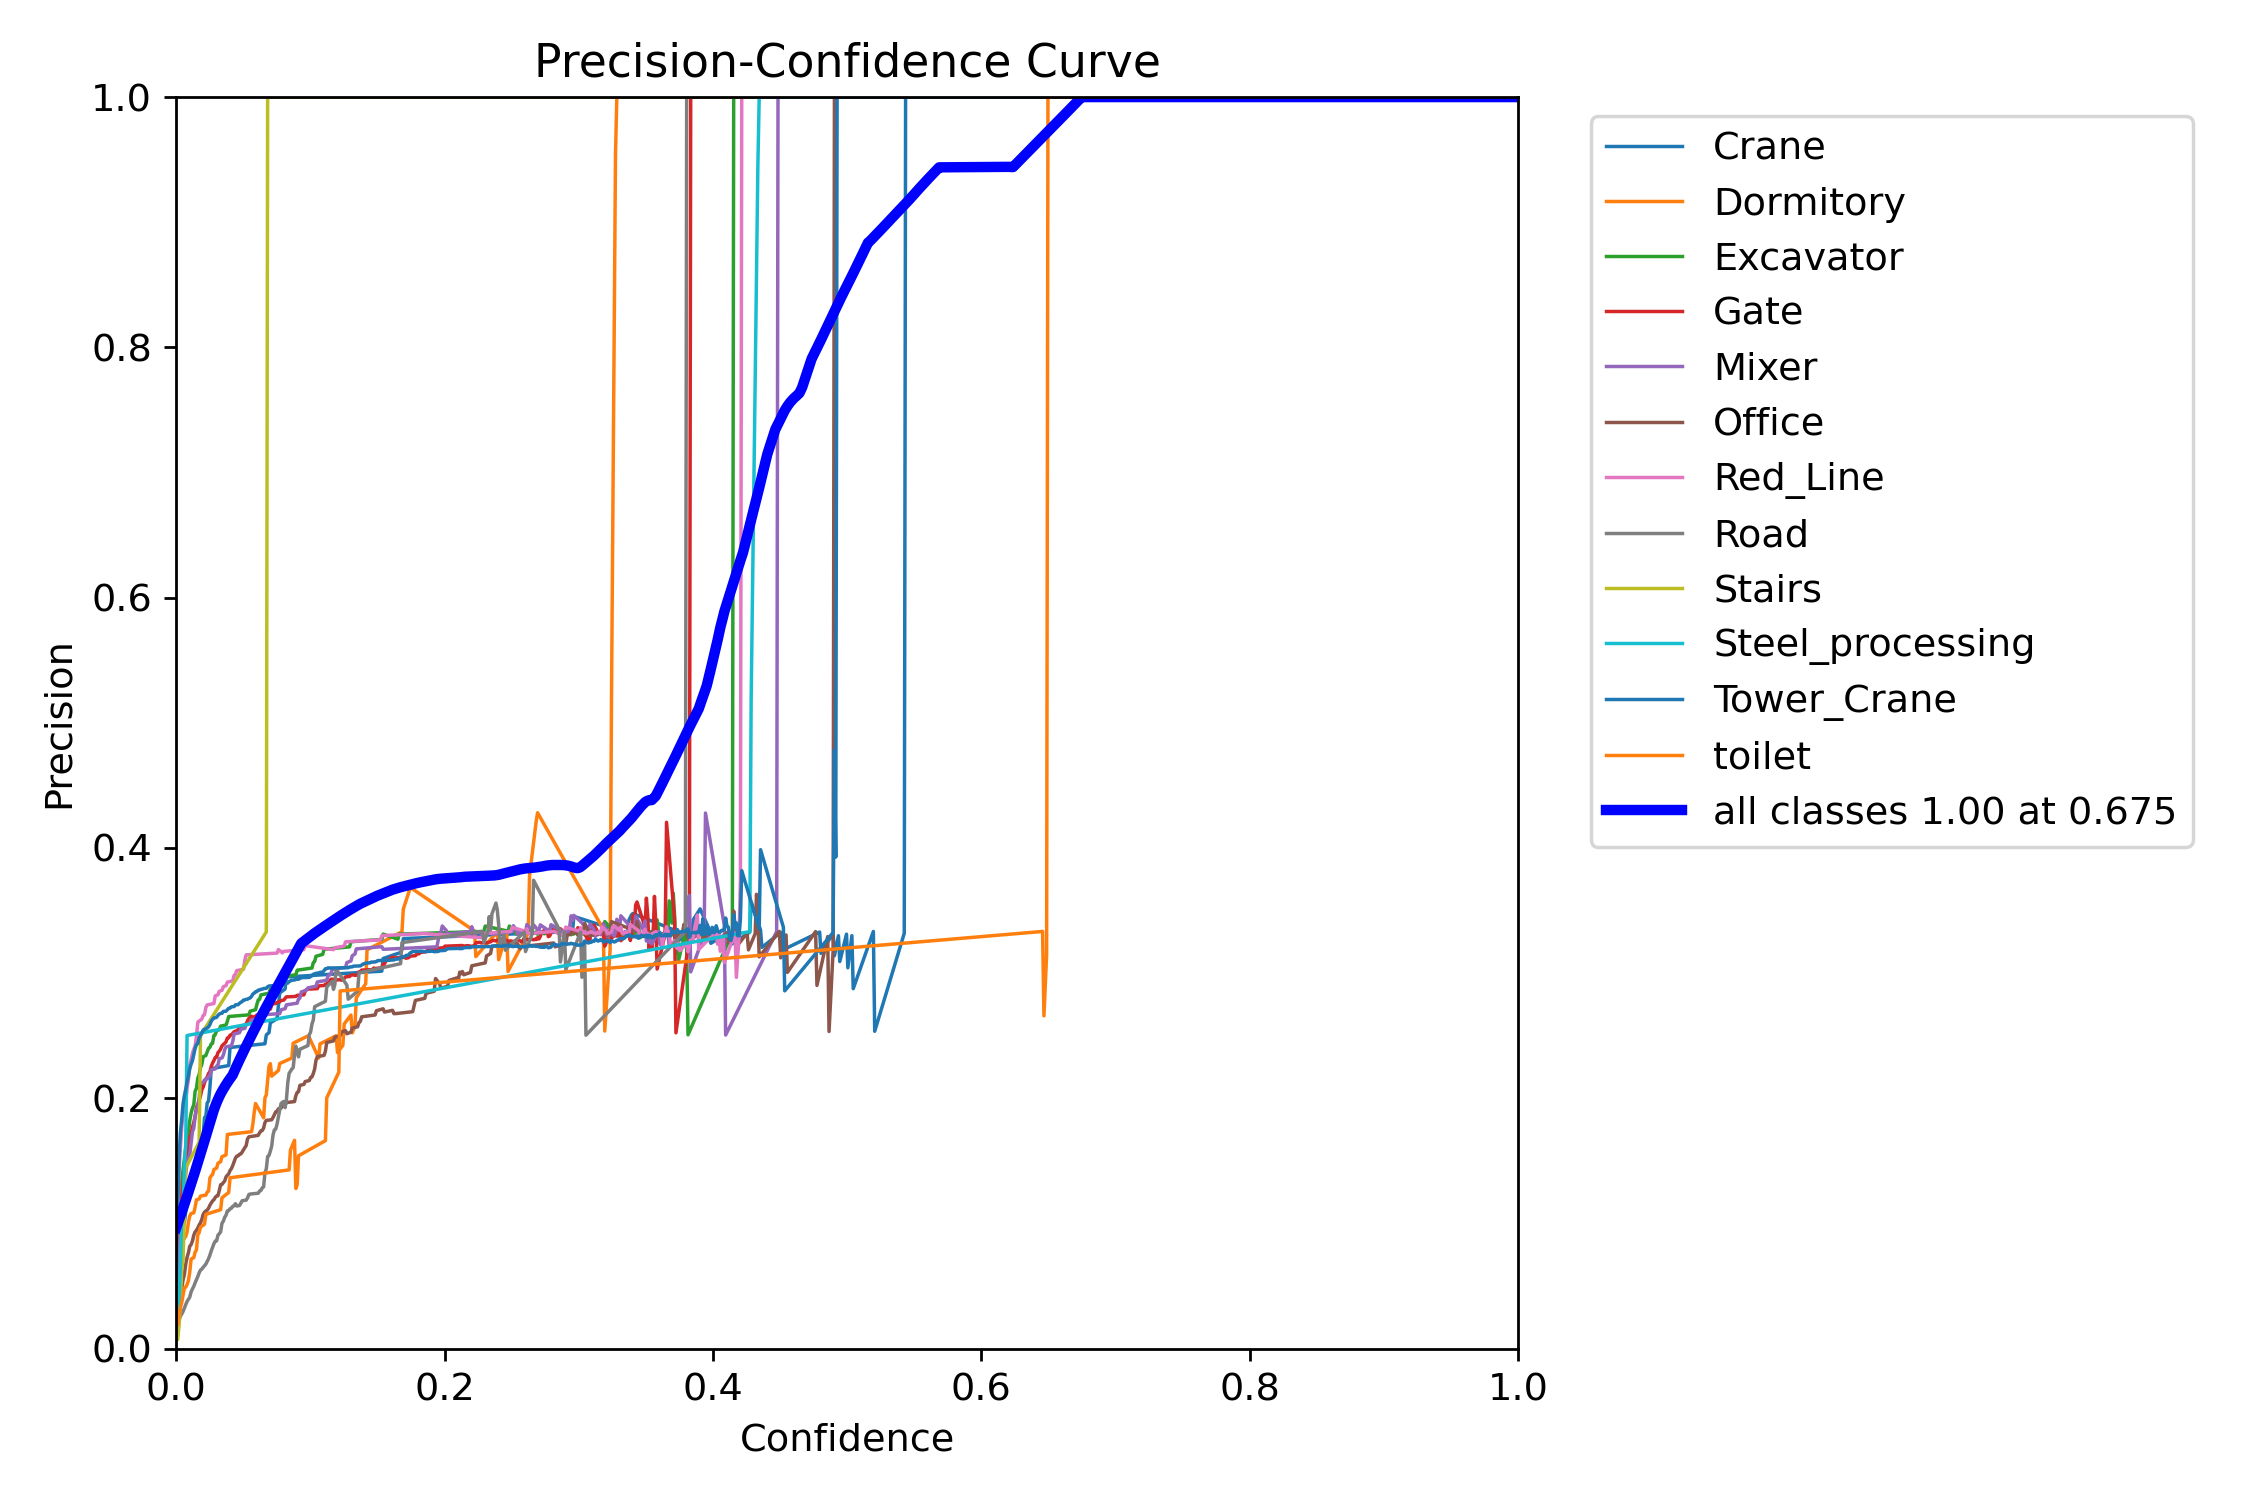 Precision-Confidence Curve
1.0
0.8
0.6
0.4
0.2
0.0
Precision
0.0 0.2 0.4 0.6 0.8 1.0
Confidence
Crane
Dormitory
Excavator
Gate
Mixer
Office
Red_Line
Road
Stairs
Steel_processing
Tower_Crane
toilet
all classes 1.00 at 0.675